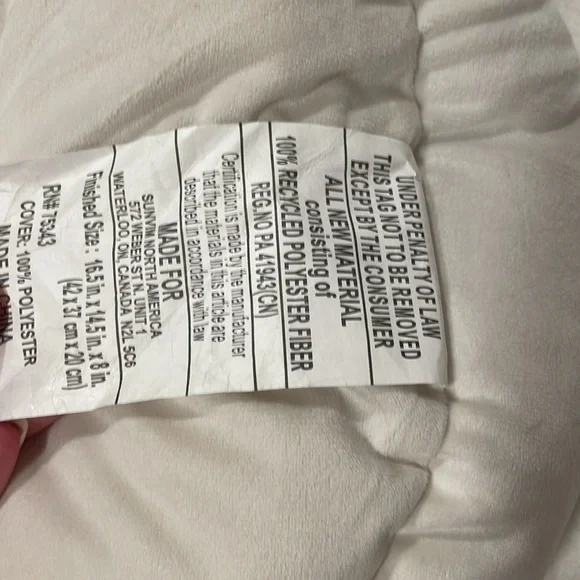 UNDER PENALTY OF LAW
THIS TAG NOT TO BE REMOVED
EXCEPT BY THE CONSUMER
ALL NEW MATERIAL
consisting of
100% RECYCLED POLYESTER FIBER
REG.NO PA 41943(CN)
Certification is made by the manufacturer
that the materials in this article are
described in accordance with law
MADE FOR
SUNVIM NORTH AMERICA
572 WEBER ST N. UNIT 1
WATERLOO, ON, CANADA N2L 5C6
Finished Size : 16.5 in. x 14.5 in. x 8 in.
(42 x 37 cm x 20 cm)
RN# 75343
COVER: 100% POLYESTER
MADE IN